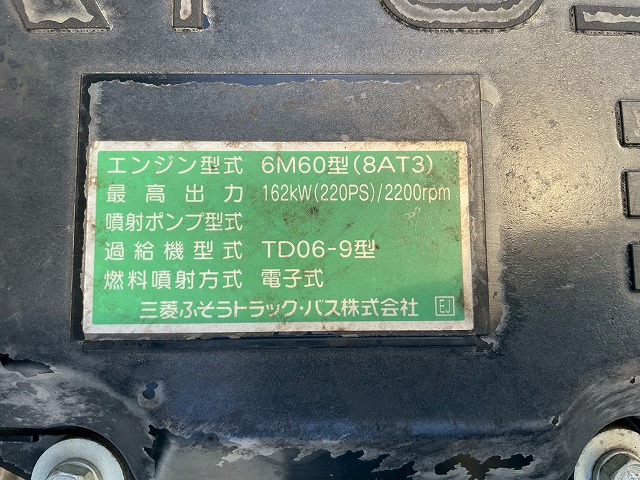 エンジン型式 6M60型(8AT3)
最高出力 162kW(220PS)/2200rpm
噴射ポンプ型式
過給機型式 TD06-9型
燃料噴射方式 電子式
三菱ふそうトラック・バス株式会社 EJ